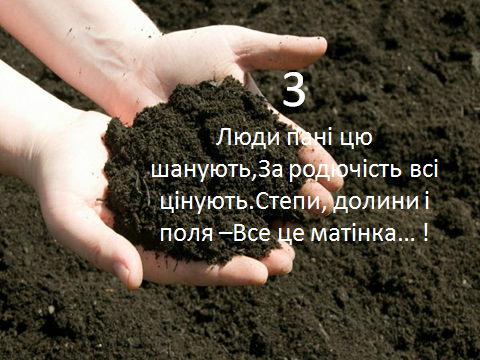 3
Люди пані цю
шанують,За родючість всі
цінують.Степи, долини і
поля –Все це матінка... !